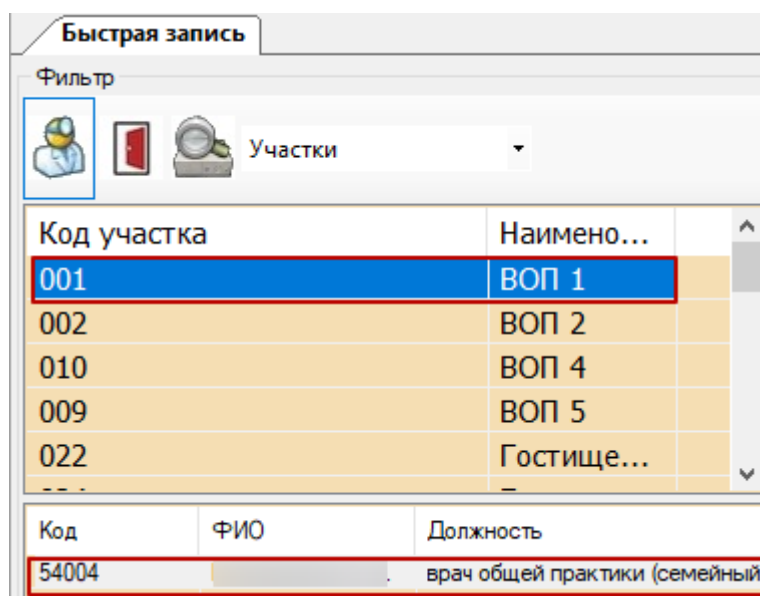 Быстрая запись
Фильтр
Участки
Код участка Наимено...
001 ВОП 1
002 ВОП 2
010 ВОП 4
009 ВОП 5
022 Гостище...
Код ФИО Должность
54004 . врач общей практики (семейный